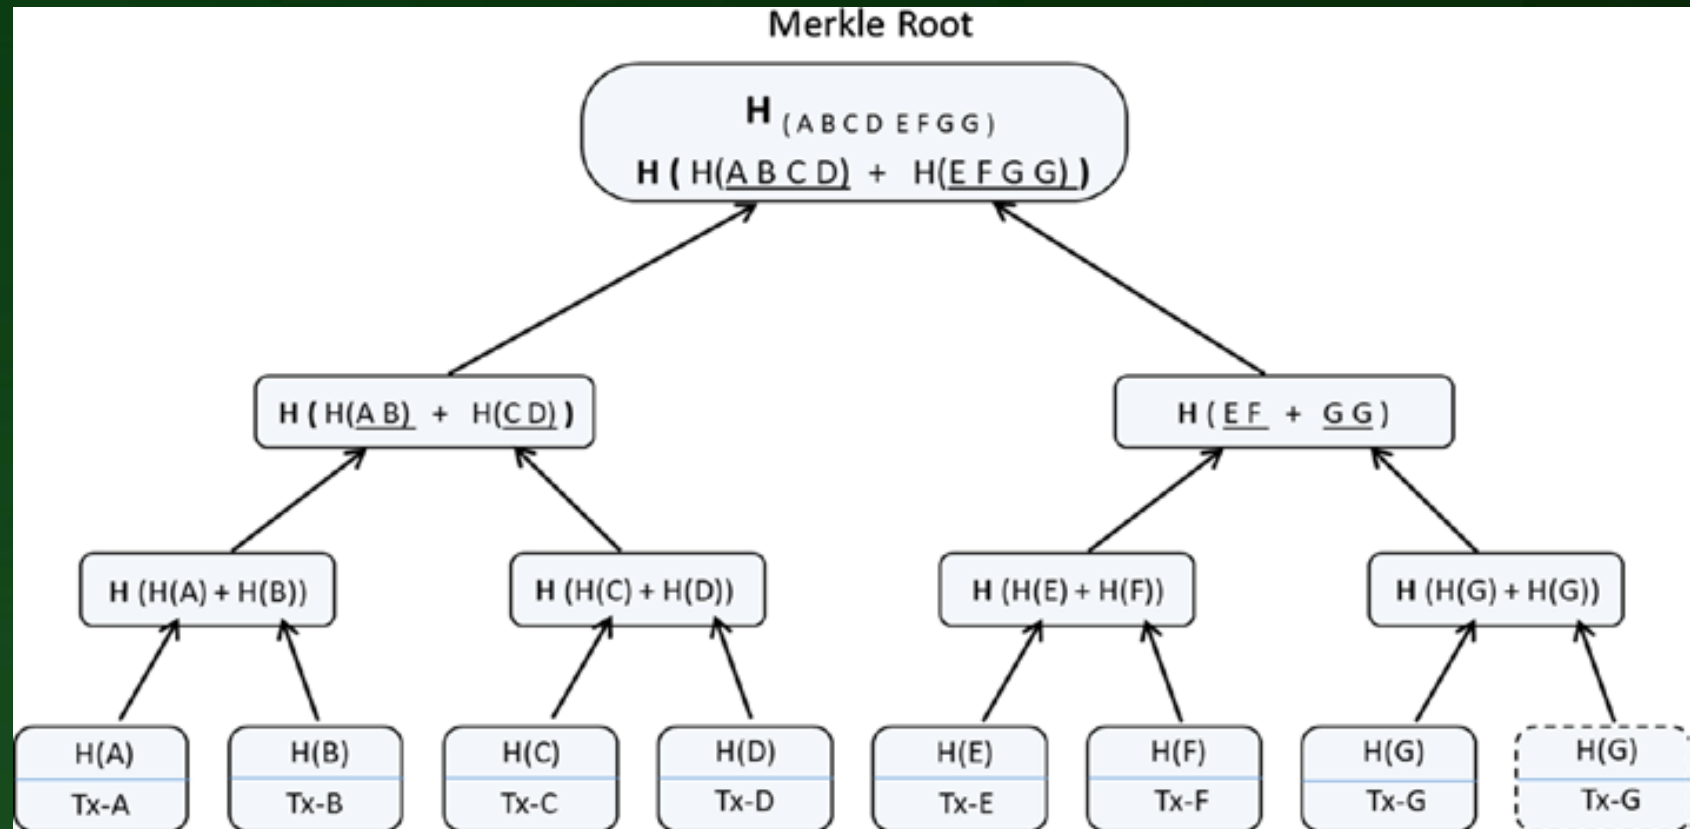 Merkle Root
H ( A B C D E F G G )
H ( H(A B C D) + H(E F G G) )
H ( H(A B) + H(C D) )
H ( E F + G G )
H (H(A) + H(B))
H (H(C) + H(D))
H (H(E) + H(F))
H (H(G) + H(G))
H(A)
Tx-A
H(B)
Tx-B
H(C)
Tx-C
H(D)
Tx-D
H(E)
Tx-E
H(F)
Tx-F
H(G)
Tx-G
H(G)
Tx-G